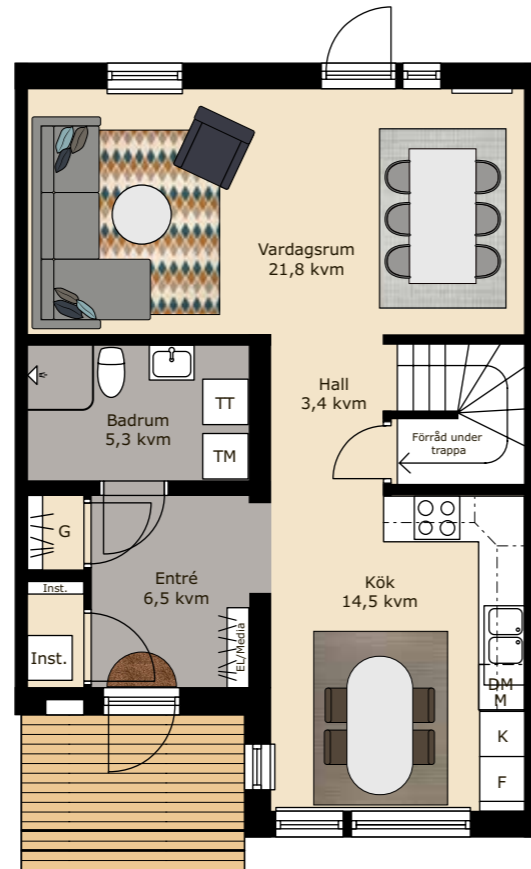 Vardagsrum
21,8 kvm
Hall
3,4 kvm
TT
Badrum
5,3 kvm
TM
Förråd under
trappa
G
Entré
6,5 kvm
Kök
14,5 kvm
Inst.
Inst.
EL/Media
DM
M
K
F